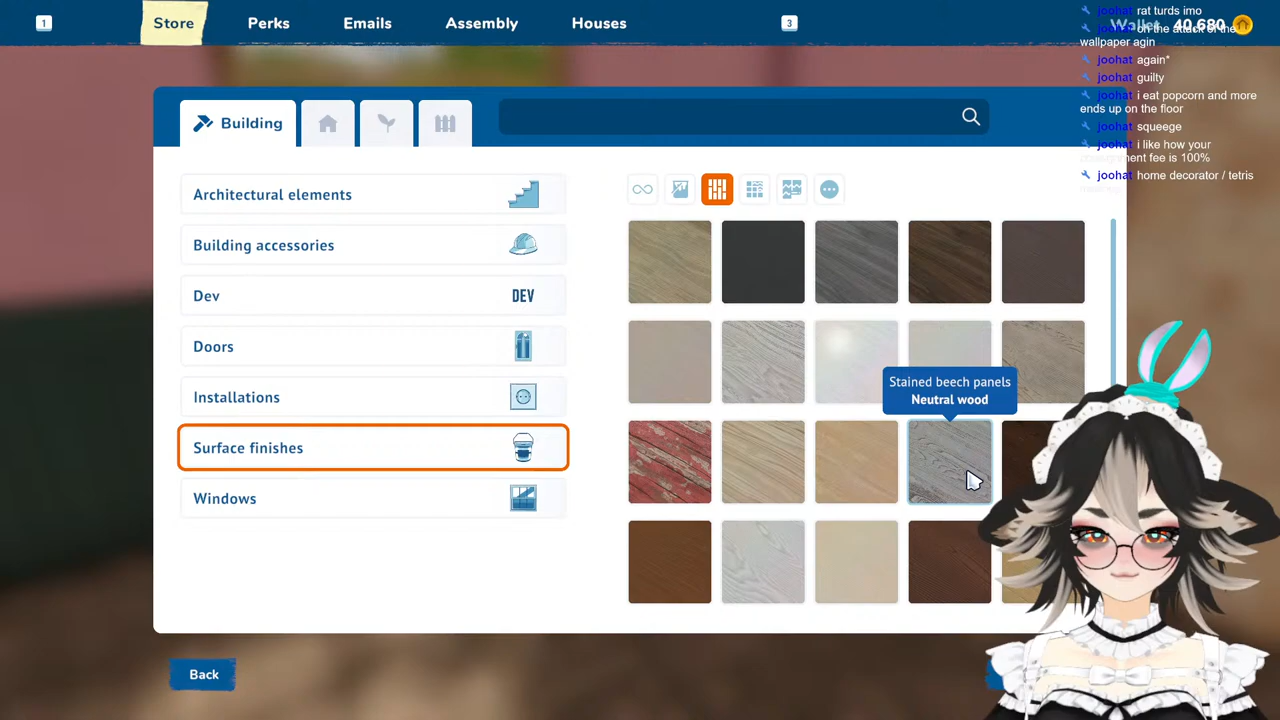 1
Store
Perks
Emails
Assembly
Houses
3
40,680
joohat rat turds imo
joohat on the attack of the
wallpaper agin
joohat again*
joohat guilty
joohat i eat popcorn and more
ends up on the floor
joohat squeege
joohat i like how your
fee is 100%
joohat home decorator / tetris
Building
Architectural elements
Building accessories
Dev
DEV
Doors
Installations
Surface finishes
Windows
Stained beech panels
Neutral wood
Back